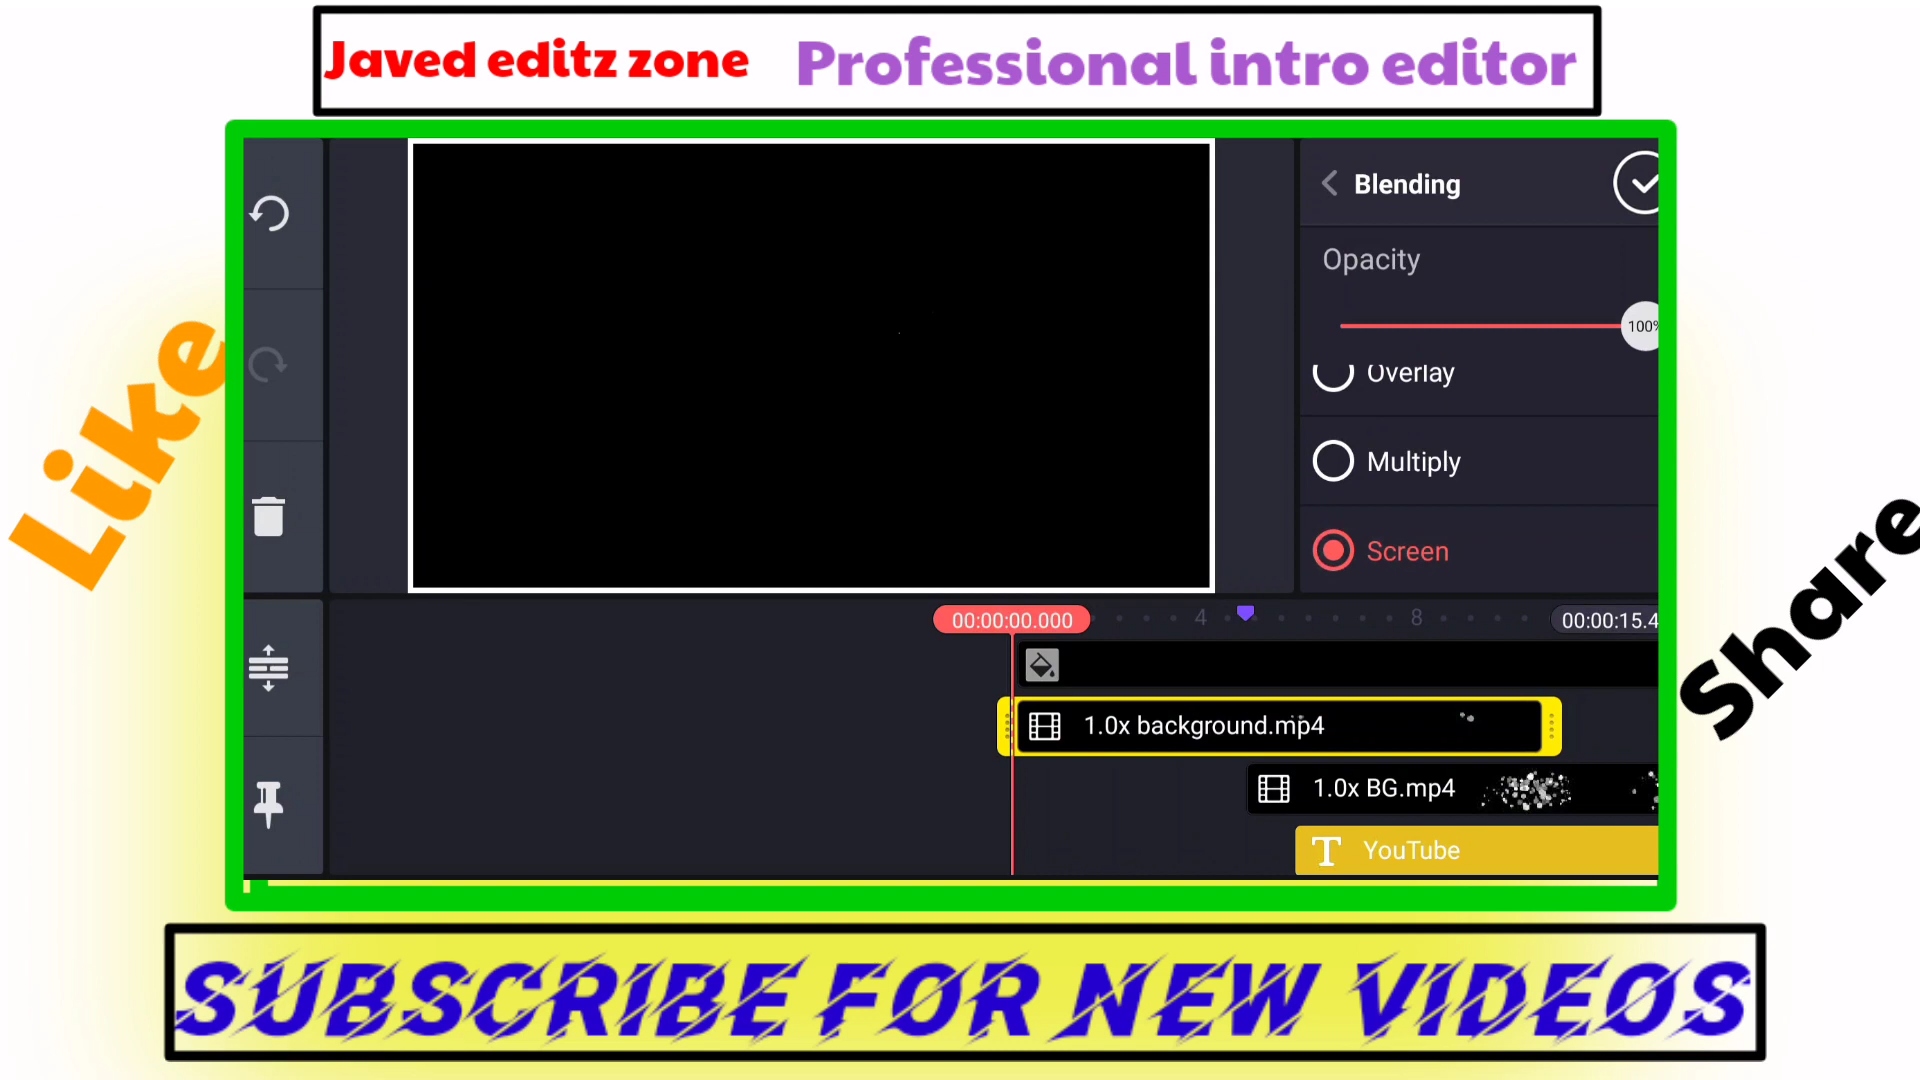 Javed editz zone Professional intro editor
Blending
Opacity
100%
Overlay
Multiply
Screen
00:00:00.000 4 8 00:00:15.4
1.0x background.mp4
1.0x BG.mp4
T YouTube
Like
Share
SUBSCRIBE FOR NEW VIDEOS